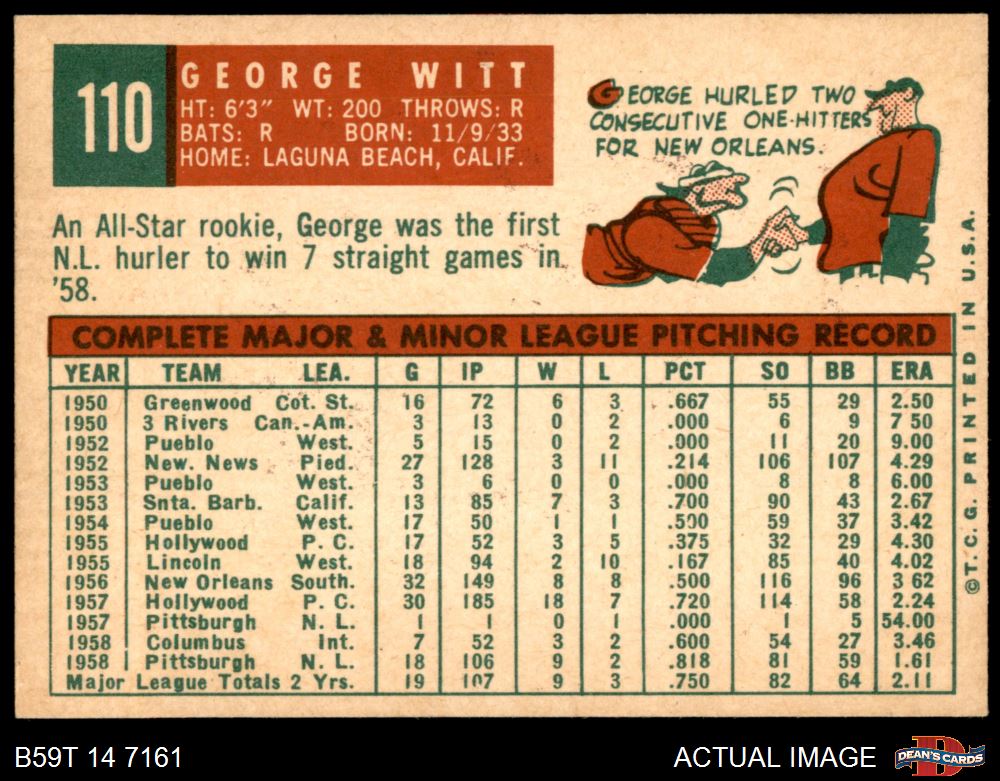 110
GEORGE WITT
HT: 6'3" WT: 200 THROWS: R
BATS: R BORN: 11/9/33
HOME: LAGUNA BEACH, CALIF.
GEORGE HURLED TWO
CONSECUTIVE ONE-HITTERS
FOR NEW ORLEANS.
An All-Star rookie, George was the first
N.L. hurler to win 7 straight games in
'58.
COMPLETE MAJOR & MINOR LEAGUE PITCHING RECORD
YEAR TEAM LEA. G IP W L PCT SO BB ERA
1950 Greenwood Cot. St. 16 72 6 3 .667 55 29 2.50
1950 3 Rivers Can.-Am. 3 13 0 2 .000 6 9 7 50
1952 Pueblo West. 5 15 0 2 .000 11 20 9.00
1952 New. News Pied. 27 128 3 11 .214 106 107 4.29
1953 Pueblo West. 3 6 0 0 .000 8 8 6.00
1953 Snta. Barb. Calif. 13 85 7 3 .700 90 43 2.67
1954 Pueblo West. 17 50 1 1 .500 59 37 3.42
1955 Hollywood P. C. 17 52 3 5 .375 32 29 4.30
1955 Lincoln West. 18 94 2 10 .167 85 40 4.02
1956 New Orleans South. 32 149 8 8 .500 116 96 3 62
1957 Hollywood P. C. 30 185 18 7 .720 114 58 2.24
1957 Pittsburgh N. L. 1 1 0 1 .000 1 5 54.00
1958 Columbus Int. 7 52 3 2 .600 54 27 3.46
1958 Pittsburgh N. L. 18 106 9 2 .818 81 59 1.61
Major League Totals 2 Yrs. 19 107 9 3 .750 82 64 2.11
©T. C. G. PRINTED IN U.S.A.
B59T 14 7161
ACTUAL IMAGE
DEAN'S CARDS